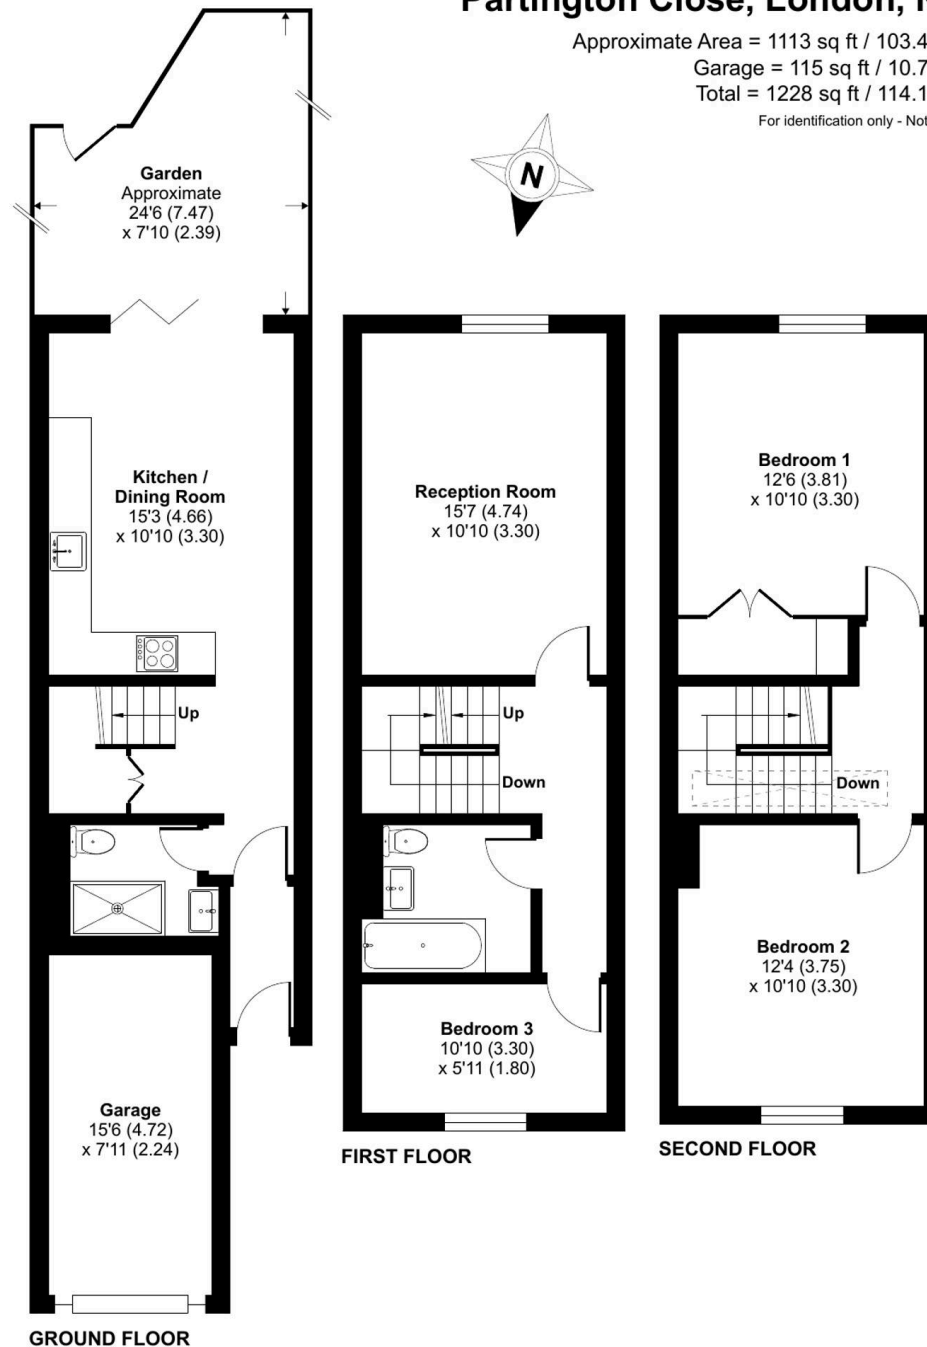 Partington Close, London, N
Approximate Area = 1113 sq ft / 103.4
Garage = 115 sq ft / 10.7
Total = 1228 sq ft / 114.1
For identification only - Not
N
Garden
Approximate
24'6 (7.47)
x 7'10 (2.39)
Kitchen /
Dining Room
15'3 (4.66)
x 10'10 (3.30)
Up
Garage
15'6 (4.72)
x 7'11 (2.24)
GROUND FLOOR
Reception Room
15'7 (4.74)
x 10'10 (3.30)
Up
Down
Bedroom 3
10'10 (3.30)
x 5'11 (1.80)
FIRST FLOOR
Bedroom 1
12'6 (3.81)
x 10'10 (3.30)
Down
Bedroom 2
12'4 (3.75)
x 10'10 (3.30)
SECOND FLOOR